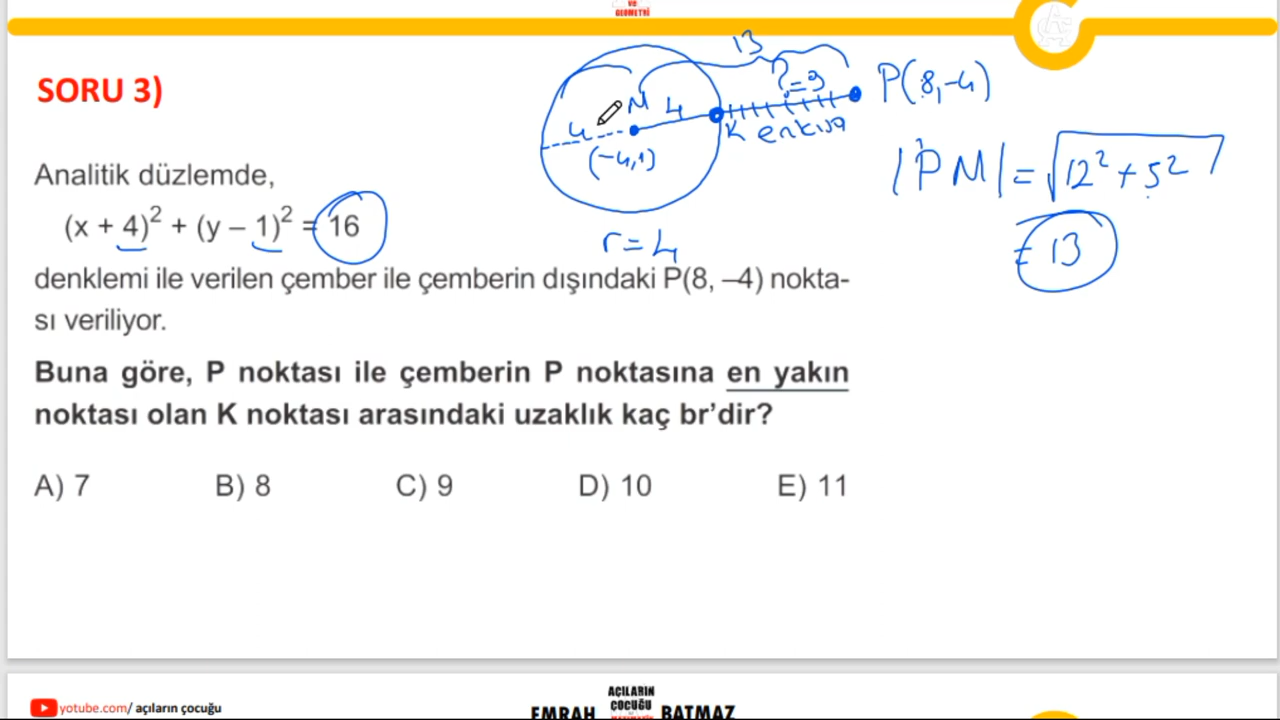 ve
GEOMETRİ
SORU 3)
Analitik düzlemde,
(x + 4)² + (y – 1)² = 16
denklemi ile verilen çember ile çemberin dışındaki P(8, –4) nokta-
sı veriliyor.
Buna göre, P noktası ile çemberin P noktasına en yakın
noktası olan K noktası arasındaki uzaklık kaç br'dir?
A) 7 B) 8 C) 9 D) 10 E) 11
13
?=9
P(8,-4)
M 4
4
K en kısa
(-4,1)
r=4
|PM|=√12²+5²
= 13
yotube.com/ açıların çocuğu
AÇILARIN
ÇOCUĞU
EMRAH BATMAZ